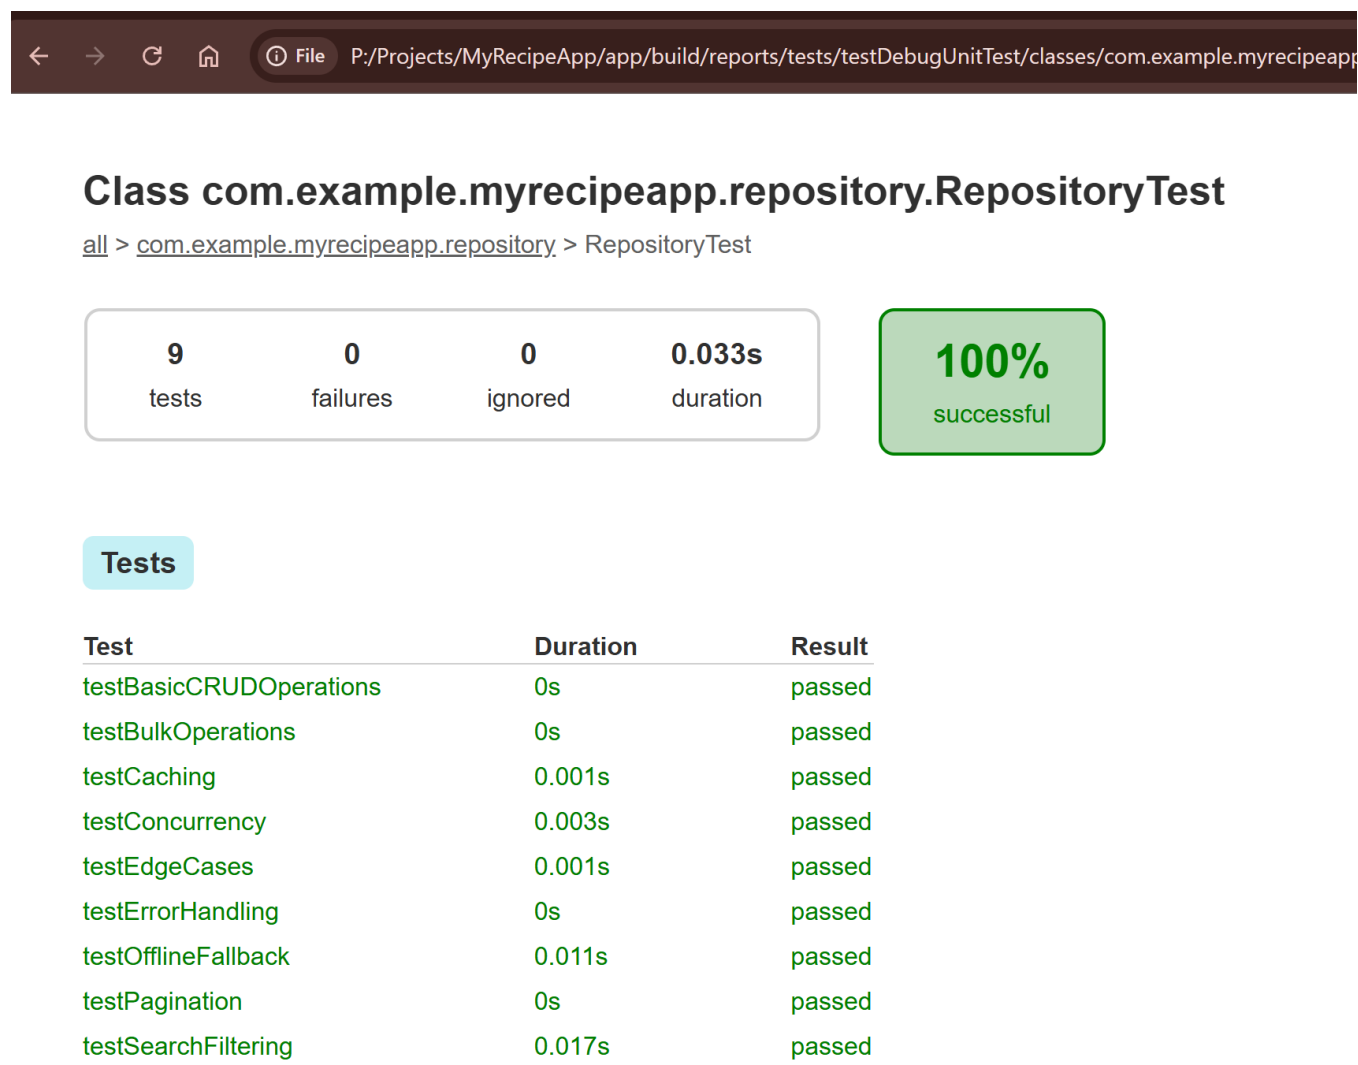 File P:/Projects/MyRecipeApp/app/build/reports/tests/testDebugUnitTest/classes/com.example.myrecipeapp
Class com.example.myrecipeapp.repository.RepositoryTest
all > com.example.myrecipeapp.repository > RepositoryTest
9 0 0 0.033s
tests failures ignored duration
100%
successful
Tests
Test Duration Result
testBasicCRUDOperations 0s passed
testBulkOperations 0s passed
testCaching 0.001s passed
testConcurrency 0.003s passed
testEdgeCases 0.001s passed
testErrorHandling 0s passed
testOfflineFallback 0.011s passed
testPagination 0s passed
testSearchFiltering 0.017s passed